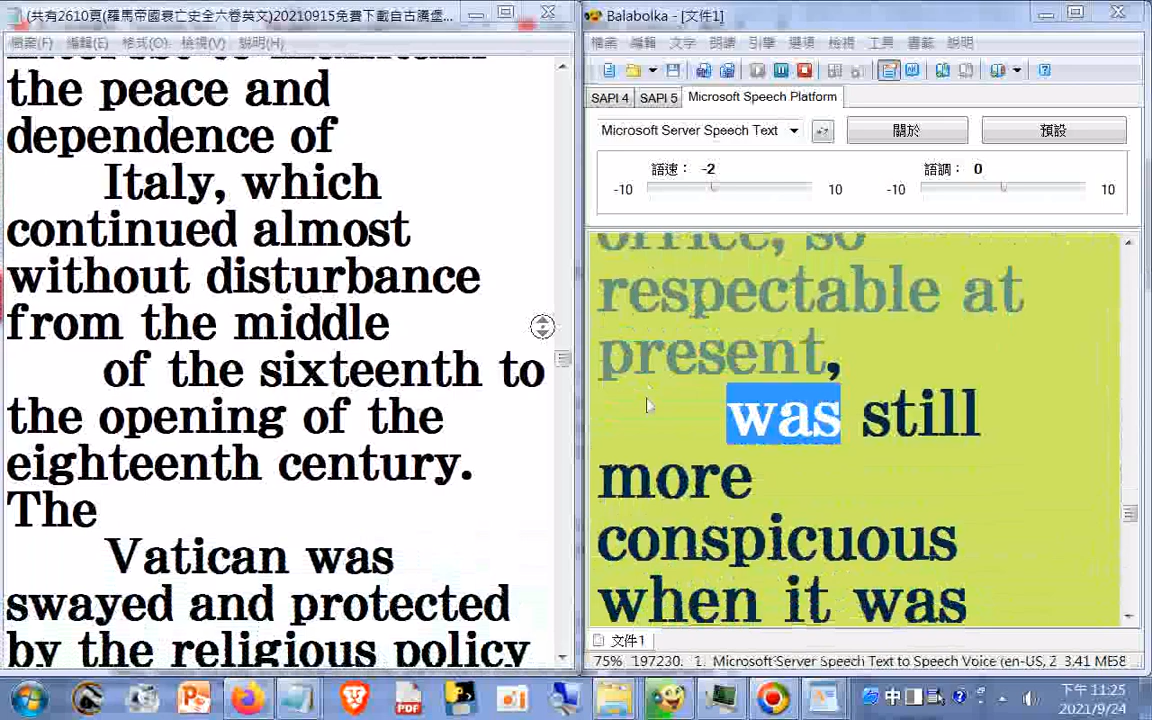 (共有2610頁(羅馬帝國衰亡史全六卷英文)20210915免費下載自古騰堡...
檔案(F) 編輯(E) 格式(O) 檢視(V) 說明(H)
the peace and
dependence of
Italy, which
continued almost
without disturbance
from the middle
of the sixteenth to
the opening of the
eighteenth century.
The
Vatican was
swayed and protected
by the religious policy
Balabolka - [文件1]
檔案 編輯 文字 朗讀 引擎 選項 檢視 工具 書籤 說明
SAPI 4 SAPI 5 Microsoft Speech Platform
Microsoft Server Speech Text 關於 預設
語速： -2 語調： 0
-10 10 -10 10
office, so
respectable at
present,
was still
more
conspicuous
when it was
文件1
75% 197230. 1. Microsoft Server Speech Text to Speech Voice (en-US, Z 3.41 ME58
中
下午 11:25
2021/9/24